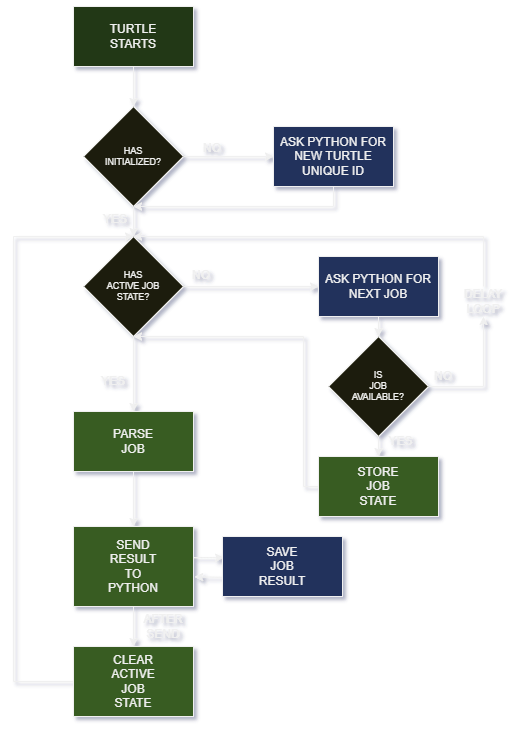 TURTLE
STARTS
HAS
INITIALIZED?
NO
ASK PYTHON FOR
NEW TURTLE
UNIQUE ID
YES
HAS
ACTIVE JOB
STATE?
NO
ASK PYTHON FOR
NEXT JOB
DELAY
LOOP
IS
JOB
AVAILABLE?
NO
YES
YES
PARSE
JOB
STORE
JOB
STATE
SEND
RESULT
TO
PYTHON
SAVE
JOB
RESULT
AFTER
SEND
CLEAR
ACTIVE
JOB
STATE